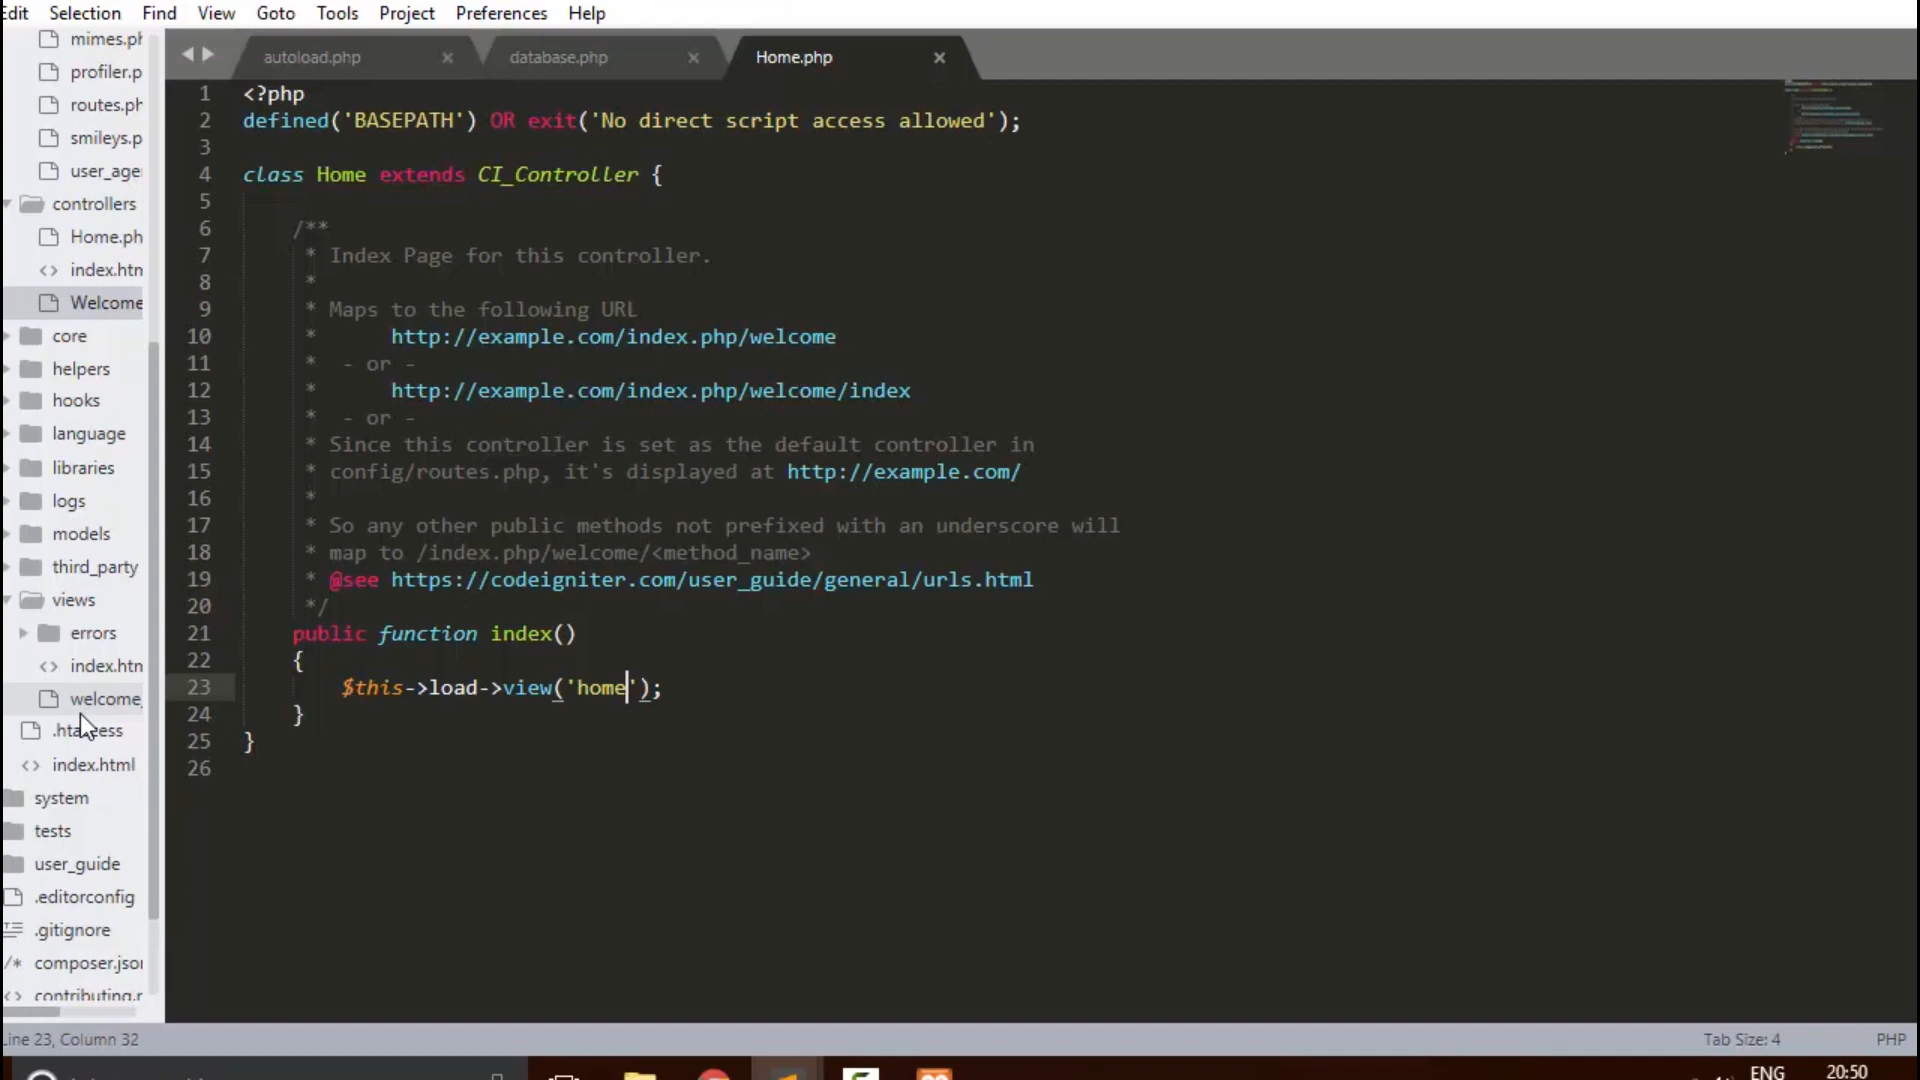 Edit Selection Find View Goto Tools Project Preferences Help
mimes.ph
profiler.p
routes.ph
smileys.p
user_age
controllers
Home.ph
index.htn
Welcome
core
helpers
hooks
language
libraries
logs
models
third_party
views
errors
index.htn
welcome_
.htaccess
index.html
system
tests
user_guide
.editorconfig
.gitignore
composer.jsor
contributing.r
autoload.php × database.php × Home.php ×
1 <?php
2 defined('BASEPATH') OR exit('No direct script access allowed');
3
4 class Home extends CI_Controller {
5
6 /**
7 * Index Page for this controller.
8 *
9 * Maps to the following URL
10 * http://example.com/index.php/welcome
11 * - or -
12 * http://example.com/index.php/welcome/index
13 * - or -
14 * Since this controller is set as the default controller in
15 * config/routes.php, it's displayed at http://example.com/
16 *
17 * So any other public methods not prefixed with an underscore will
18 * map to /index.php/welcome/<method_name>
19 * @see https://codeigniter.com/user_guide/general/urls.html
20 */
21 public function index()
22 {
23 $this->load->view('home');
24 }
25 }
26
Line 23, Column 32 Tab Size: 4 PHP
ENG 20:50